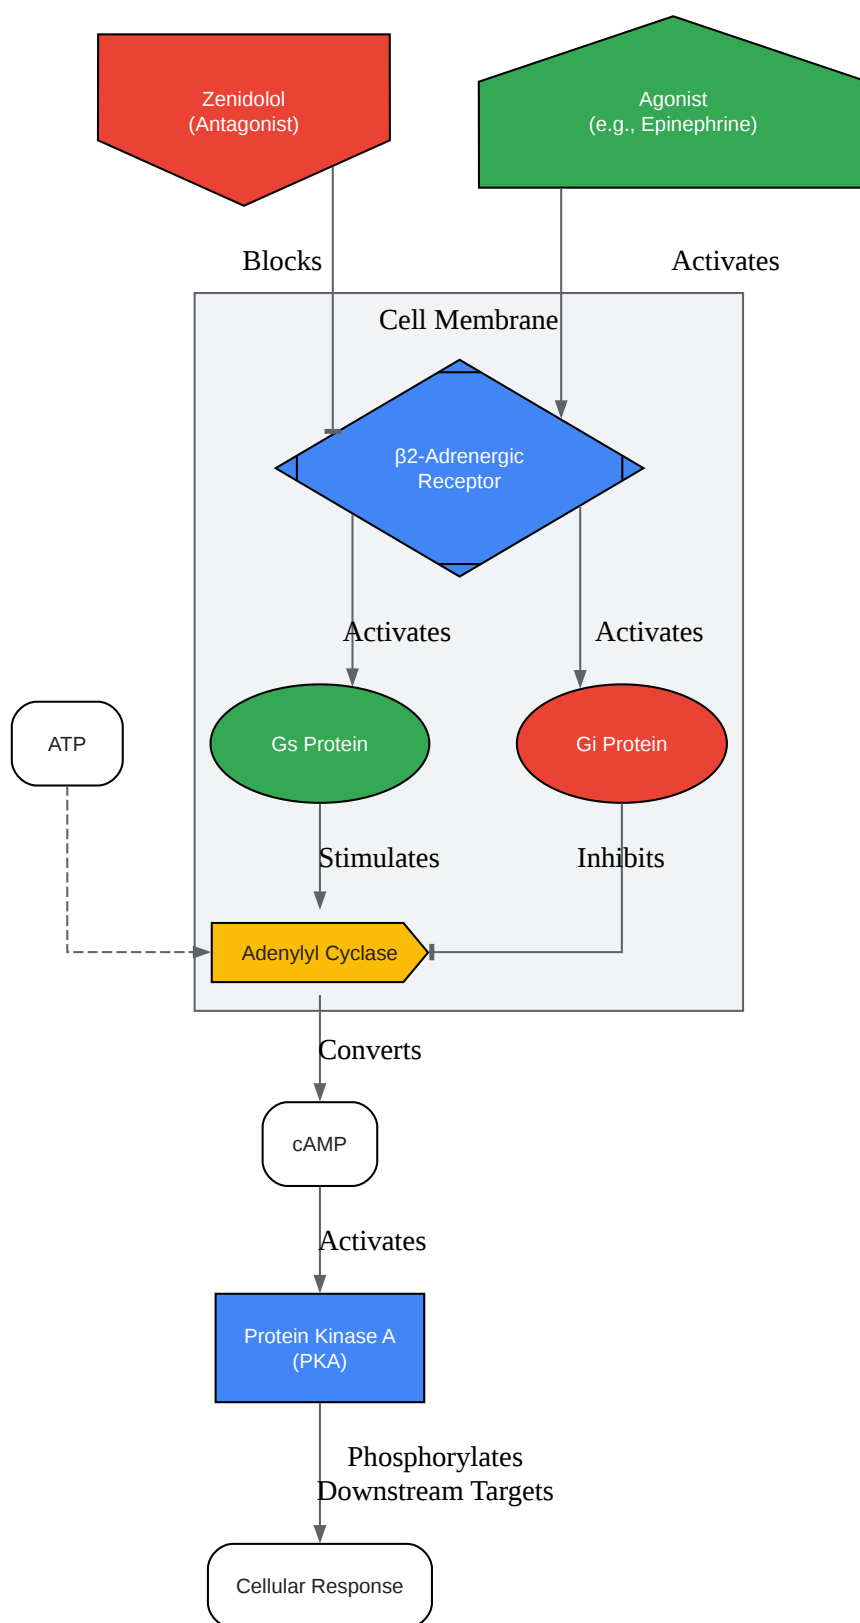 Zenidolol
(Antagonist)
Agonist
(e.g., Epinephrine)
Blocks
Activates
Cell Membrane
β2-Adrenergic
Receptor
Activates
Activates
ATP
Gs Protein
Gi Protein
Stimulates
Inhibits
Adenylyl Cyclase
Converts
cAMP
Activates
Protein Kinase A
(PKA)
Phosphorylates
Downstream Targets
Cellular Response